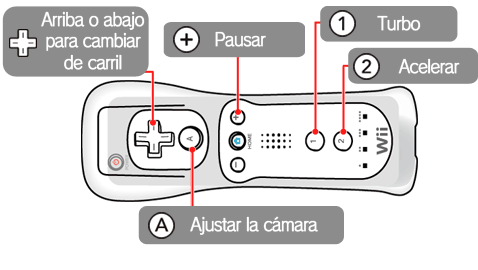 Arriba o abajo
para cambiar
de carril
+ Pausar
1 Turbo
2 Acelerar
A
HOME
1
2
Wii
A Ajustar la cámara